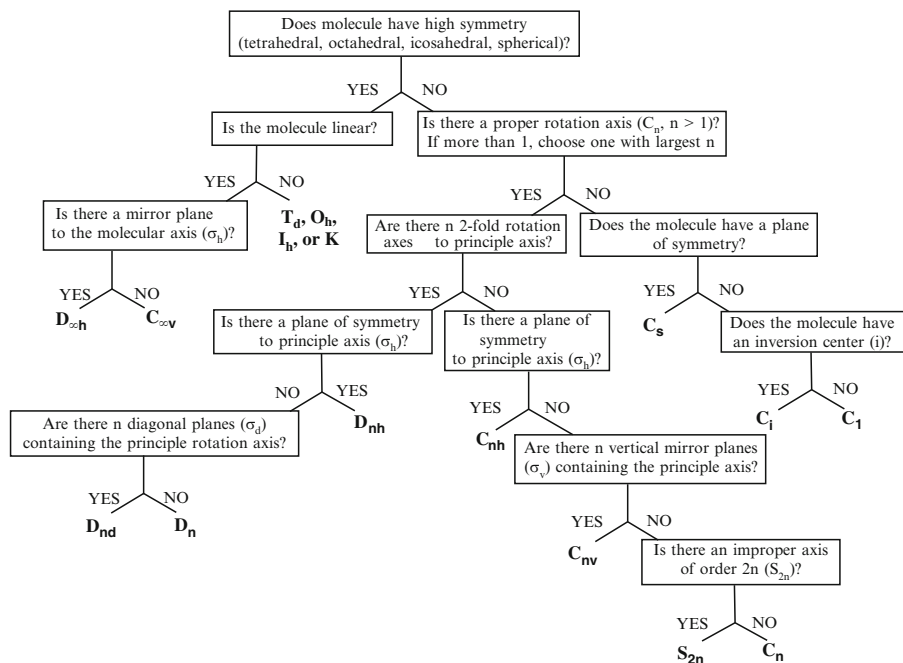 Does molecule have high symmetry
(tetrahedral, octahedral, icosahedral, spherical)?
YES
NO
Is the molecule linear?
Is there a proper rotation axis (Cn, n > 1)?
If more than 1, choose one with largest n
YES
NO
YES
NO
Is there a mirror plane
to the molecular axis (σh)?
Td, Oh,
Ih, or K
Are there n 2-fold rotation
axes to principle axis?
Does the molecule have a plane
of symmetry?
YES
NO
YES
NO
YES
NO
D∞h
C∞v
Is there a plane of symmetry
to principle axis (σh)?
Is there a plane of
symmetry
to principle axis (σh)?
Cs
Does the molecule have
an inversion center (i)?
NO
YES
YES
NO
YES
NO
Dnh
Cnh
Ci
C1
Are there n diagonal planes (σd)
containing the principle rotation axis?
Are there n vertical mirror planes
(σv) containing the principle axis?
YES
NO
YES
NO
Dnd
Dn
Cnv
Is there an improper axis
of order 2n (S2n)?
YES
NO
S2n
Cn